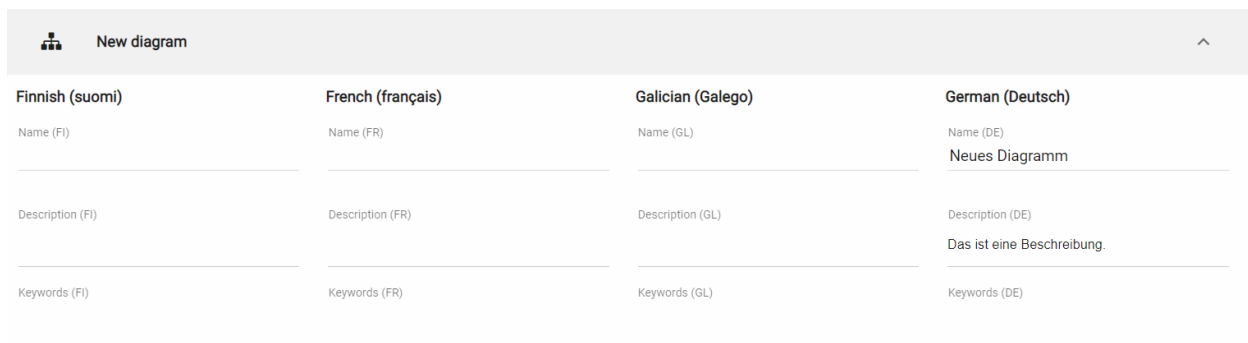 New diagram
Finnish (suomi) French (français) Galician (Galego) German (Deutsch)
Name (FI) Name (FR) Name (GL) Name (DE)
Neues Diagramm
Description (FI) Description (FR) Description (GL) Description (DE)
Das ist eine Beschreibung.
Keywords (FI) Keywords (FR) Keywords (GL) Keywords (DE)